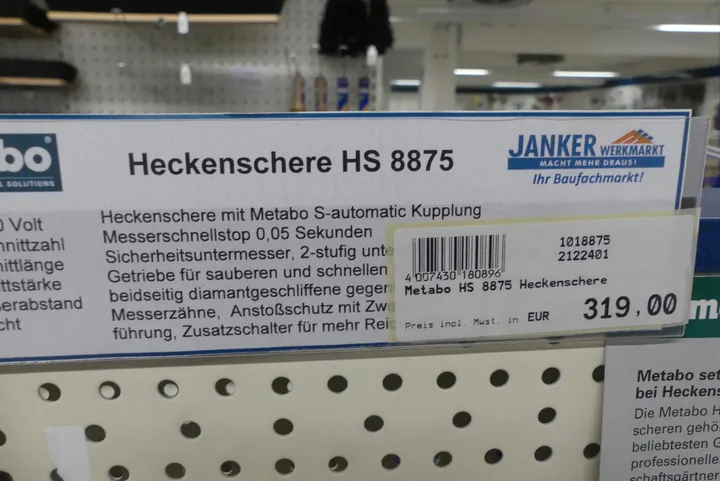 bo
L SOLUTIONS
Heckenschere HS 8875
JANKER WERKMARKT
MACHT MEHR DRAUS!
Ihr Baufachmarkt!
0 Volt
hnittzahl
nittlänge
ttstärke
serabstand
cht
Heckenschere mit Metabo S-automatic Kupplung
Messerschnellstop 0,05 Sekunden
Sicherheitsuntermesser, 2-stufig unte
Getriebe für sauberen und schnellen
beidseitig diamantgeschliffene gegen
Messerzähne, Anstoßschutz mit Zw
führung, Zusatzschalter für mehr Rei
1018875
2122401
4 007430 180896
Metabo HS 8875 Heckenschere
Preis incl. Mwst. in EUR 319,00
m
Metabo set
bei Heckens
Die Metabo H
scheren gehö
beliebtesten G
professionelle
schaftsgärtner